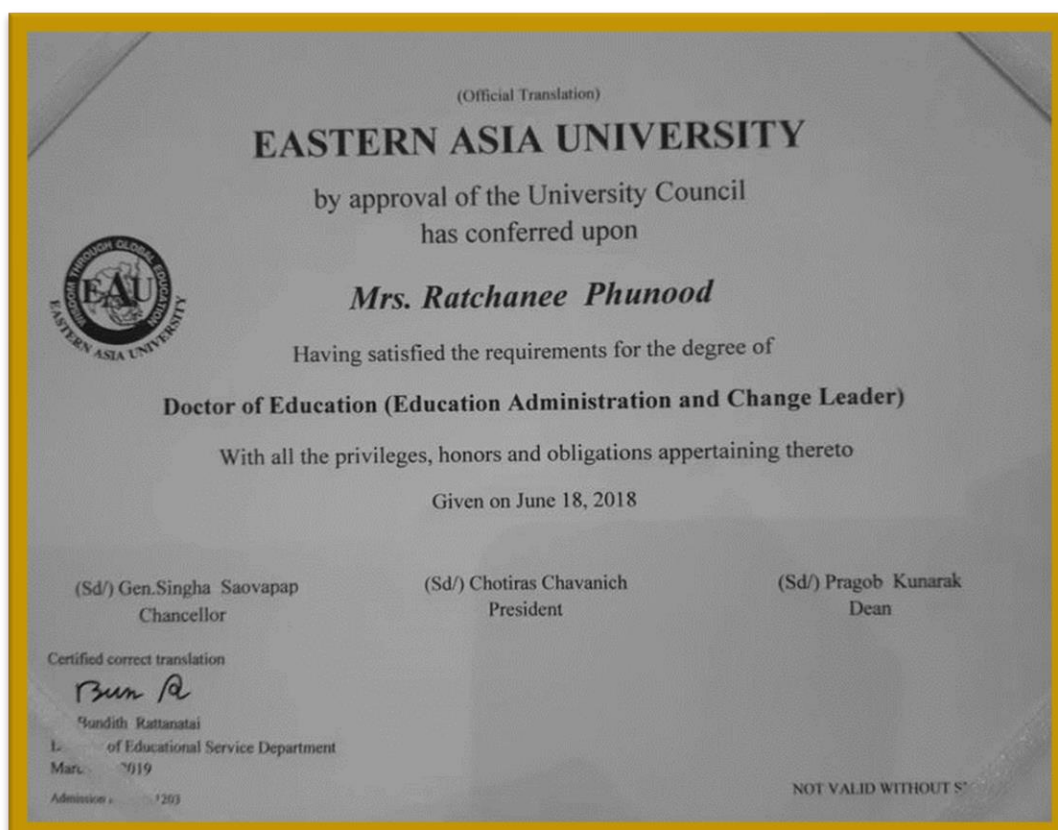 (Official Translation)
EASTERN ASIA UNIVERSITY
by approval of the University Council
has conferred upon
WISDOM THROUGH GLOBAL EDUCATION
EAU
EASTERN ASIA UNIVERSITY
Mrs. Ratchanee Phunood
Having satisfied the requirements for the degree of
Doctor of Education (Education Administration and Change Leader)
With all the privileges, honors and obligations appertaining thereto
Given on June 18, 2018
(Sd/) Gen.Singha Saovapap
Chancellor
(Sd/) Chotiras Chavanich
President
(Sd/) Pragob Kunarak
Dean
Certified correct translation
Bundith Rattanatai
of Educational Service Department
2019
Admission
NOT VALID WITHOUT